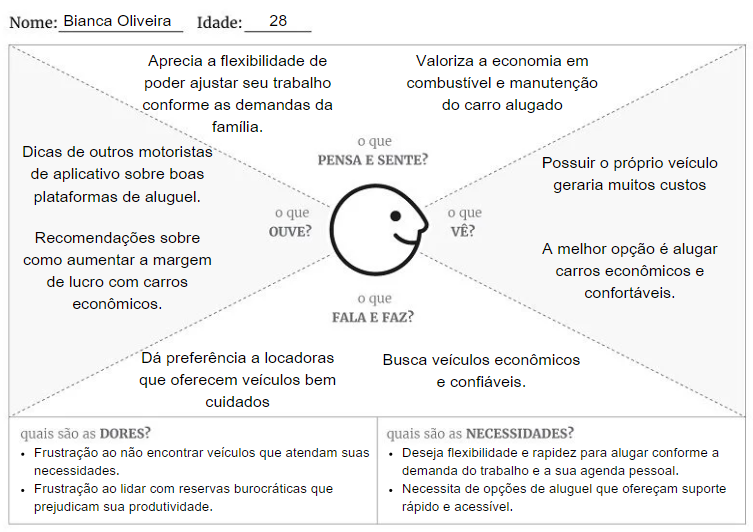 Nome: Bianca Oliveira Idade: 28
Aprecia a flexibilidade de
poder ajustar seu trabalho
conforme as demandas da
família.
Valoriza a economia em
combustível e manutenção
do carro alugado
o que
PENSA E SENTE?
Dicas de outros motoristas
de aplicativo sobre boas
plataformas de aluguel.
Recomendações sobre
como aumentar a margem
de lucro com carros
econômicos.
o que
OUVE?
o que
VÊ?
Possuir o próprio veículo
geraria muitos custos
A melhor opção é alugar
carros econômicos e
confortáveis.
o que
FALA E FAZ?
Dá preferência a locadoras
que oferecem veículos bem
cuidados
Busca veículos econômicos
e confiáveis.
quais são as DORES?
• Frustração ao não encontrar veículos que atendam suas
necessidades.
• Frustração ao lidar com reservas burocráticas que
prejudicam sua produtividade.
quais são as NECESSIDADES?
• Deseja flexibilidade e rapidez para alugar conforme a
demanda do trabalho e a sua agenda pessoal.
• Necessita de opções de aluguel que ofereçam suporte
rápido e acessível.